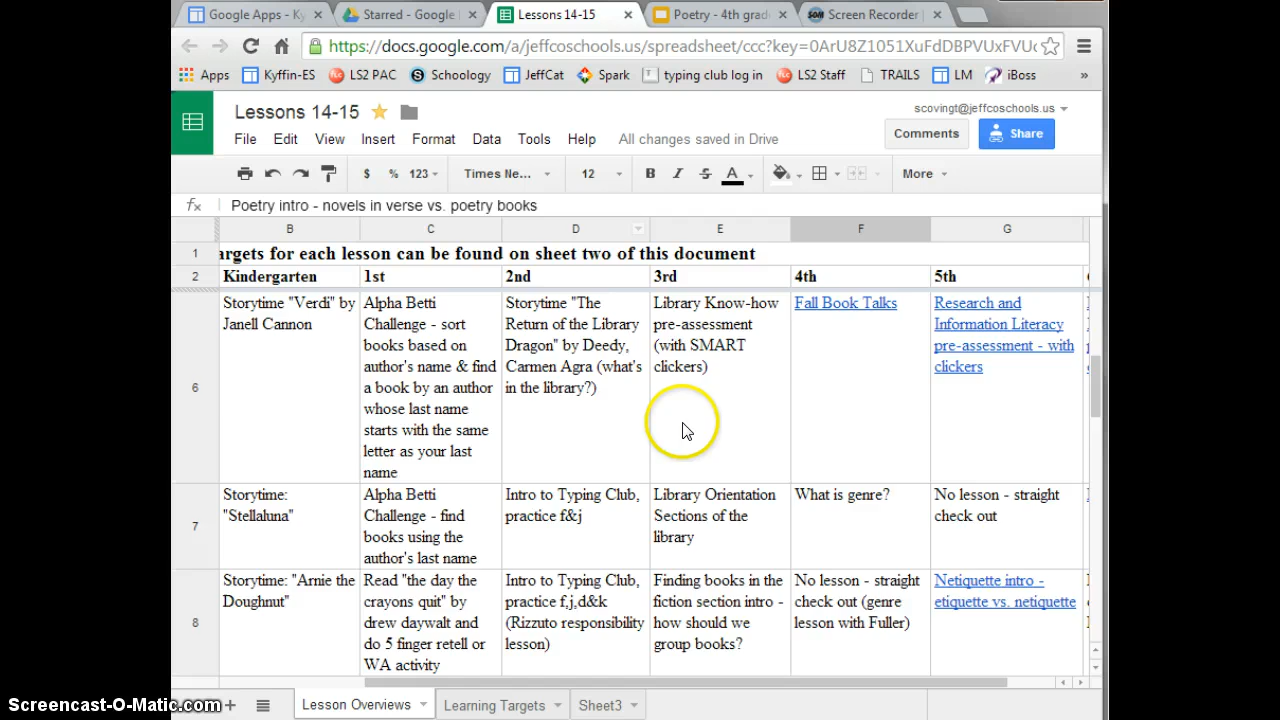 Google Apps - Ky
Starred - Google
Lessons 14-15
Poetry - 4th grad
Screen Recorder
https://docs.google.com/a/jeffcoschools.us/spreadsheet/ccc?key=0ArU8Z1051XuFdDBPVUxFVU
Apps
Kyffin-ES
LS2 PAC
Schoology
JeffCat
Spark
typing club log in
LS2 Staff
TRAILS
LM
iBoss
»
Lessons 14-15
scovingt@jeffcoschools.us
File Edit View Insert Format Data Tools Help All changes saved in Drive
Comments
Share
$ % 123 Times Ne... 12 B I S A More
fx Poetry intro - novels in verse vs. poetry books
B C D E F G
1 argets for each lesson can be found on sheet two of this document
2 Kindergarten 1st 2nd 3rd 4th 5th
6
Storytime "Verdi" by
Janell Cannon
Alpha Betti
Challenge - sort
books based on
author's name & find
a book by an author
whose last name
starts with the same
letter as your last
name
Storytime "The
Return of the Library
Dragon" by Deedy,
Carmen Agra (what's
in the library?)
Library Know-how
pre-assessment
(with SMART
clickers)
Fall Book Talks
Research and
Information Literacy
pre-assessment - with
clickers
7
Storytime:
"Stellaluna"
Alpha Betti
Challenge - find
books using the
author's last name
Intro to Typing Club,
practice f&j
Library Orientation
Sections of the
library
What is genre?
No lesson - straight
check out
8
Storytime: "Arnie the
Doughnut"
Read "the day the
crayons quit" by
drew daywalt and
do 5 finger retell or
WA activity
Intro to Typing Club,
practice f,j,d&k
(Rizzuto responsibility
lesson)
Finding books in the
fiction section intro -
how should we
group books?
No lesson - straight
check out (genre
lesson with Fuller)
Netiquette intro -
etiquette vs. netiquette
Screencast-O-Matic.com
+ Lesson Overviews Learning Targets Sheet3